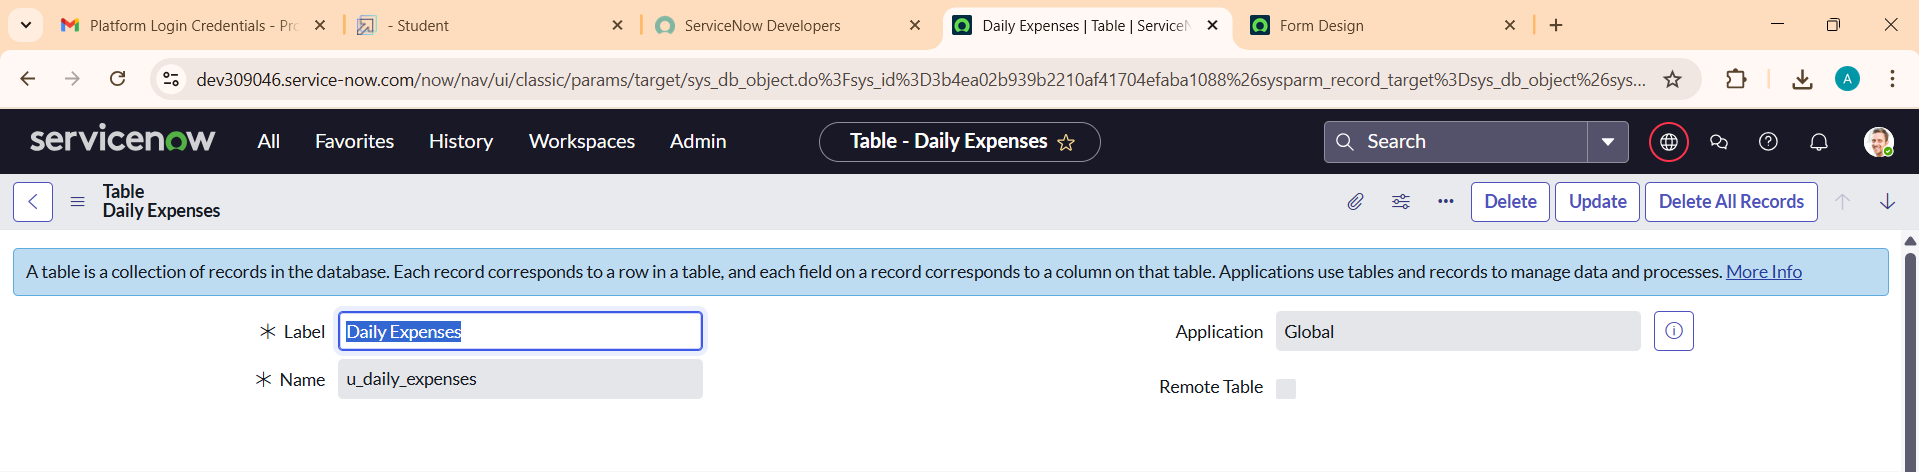 Platform Login Credentials - Pro
- Student
ServiceNow Developers
Daily Expenses | Table | ServiceN
Form Design
dev309046.service-now.com/now/nav/ui/classic/params/target/sys_db_object.do%3Fsys_id%3D3b4ea02b939b2210af41704efaba1088%26sysparm_record_target%3Dsys_db_object%26sys...
A
servicenow
All
Favorites
History
Workspaces
Admin
Table - Daily Expenses
Search
Table
Daily Expenses
Delete
Update
Delete All Records
A table is a collection of records in the database. Each record corresponds to a row in a table, and each field on a record corresponds to a column on that table. Applications use tables and records to manage data and processes. More Info
Label
Daily Expenses
Application
Global
Name
u_daily_expenses
Remote Table